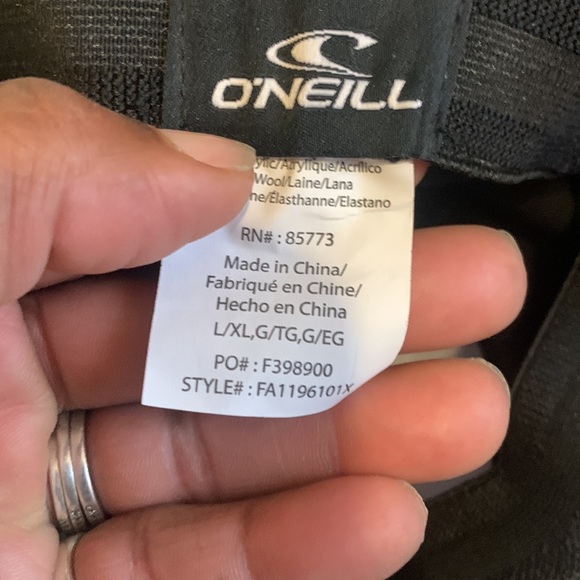 O'NEILL
ylic/Acrylique/Acrílico
Wool/Laine/Lana
ne/Élasthanne/Elastano
RN# : 85773
Made in China/
Fabriqué en Chine/
Hecho en China
L/XL,G/TG,G/EG
PO# : F398900
STYLE# : FA1196101X